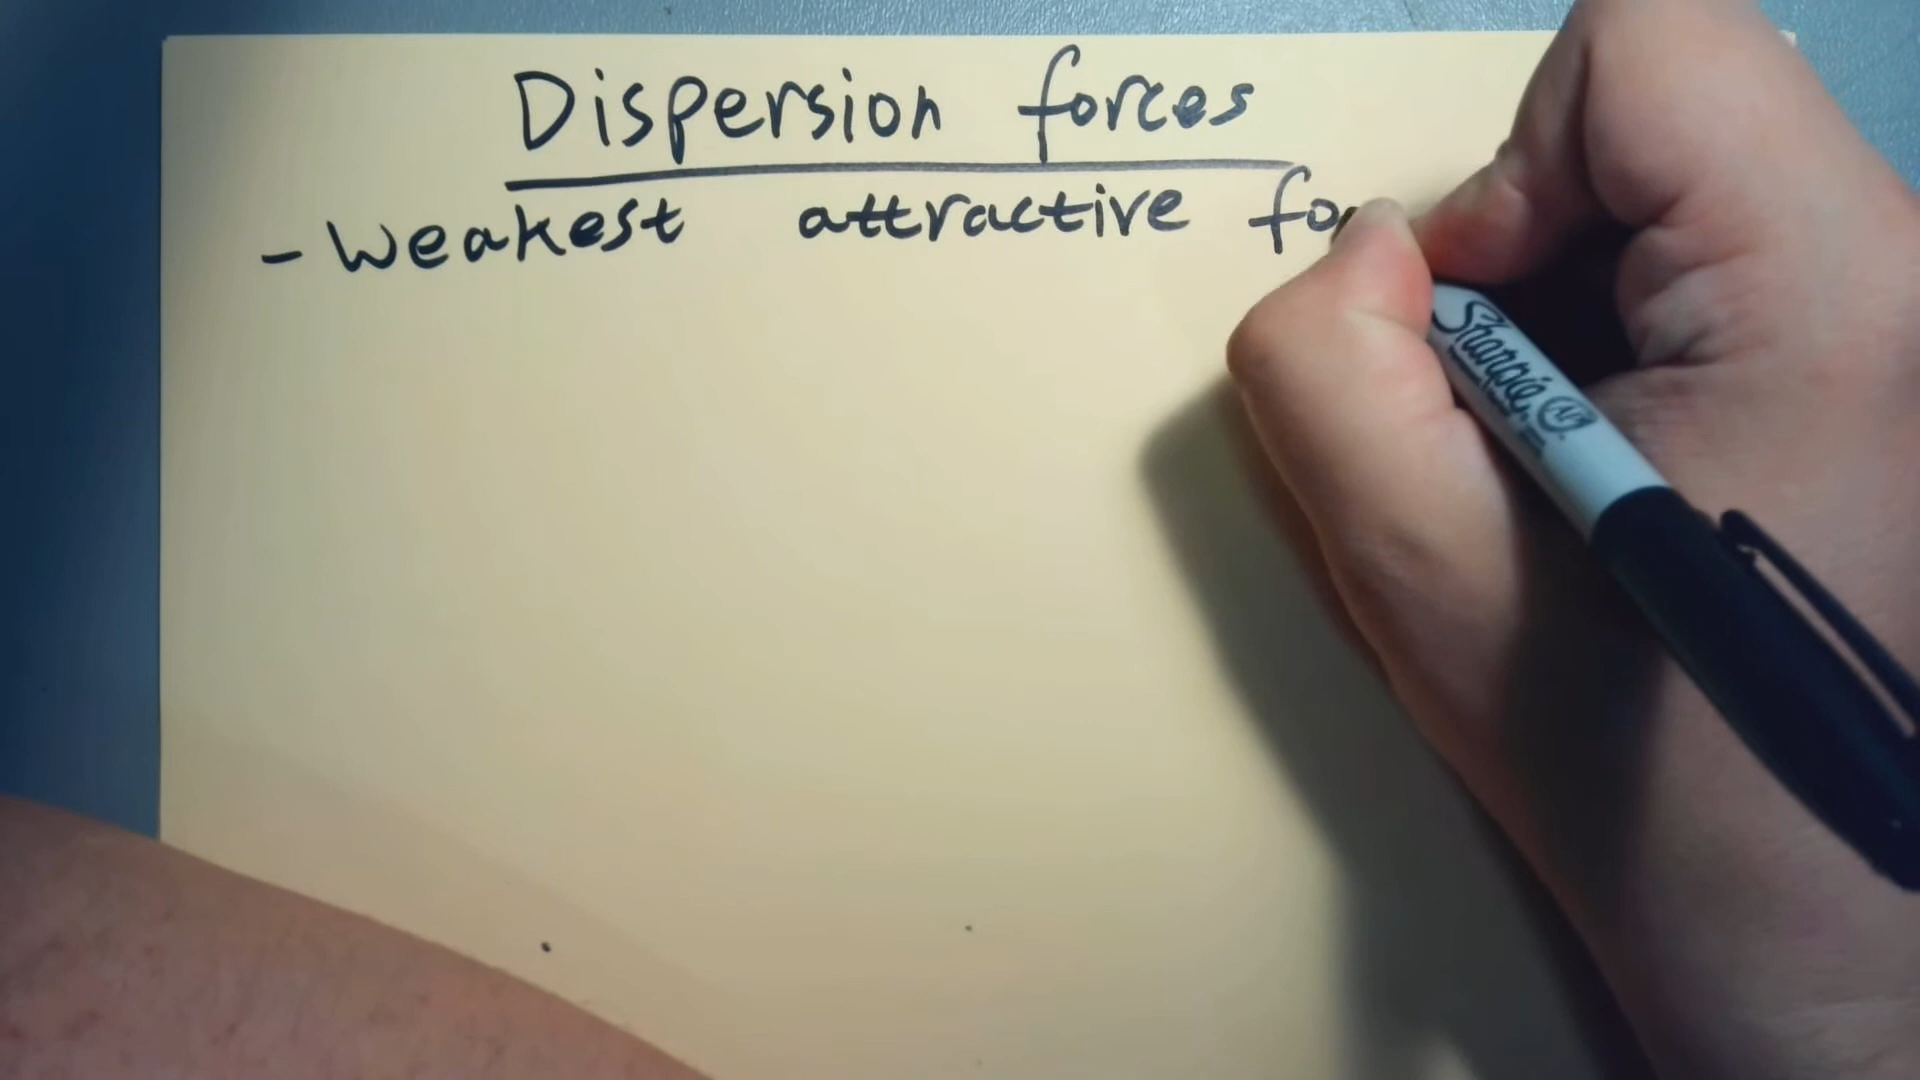 Dispersion forces
- Weakest attractive fo
Sharpie